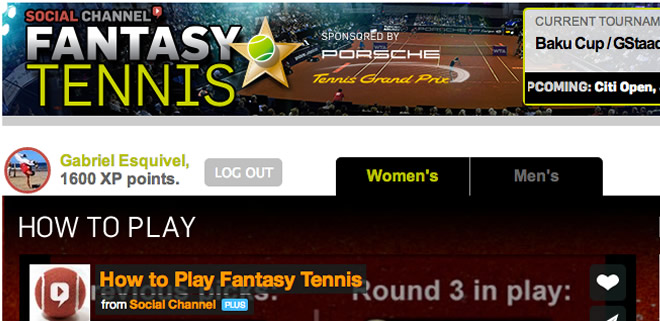 SOCIAL CHANNEL
FANTASY
TENNIS
SPONSORED BY
PORSCHE
Tennis Grand Prix
CURRENT TOURNAM
Baku Cup / GStaad
PCOMING: Citi Open,
Gabriel Esquivel,
1600 XP points.
LOG OUT
Women's
Men's
HOW TO PLAY
How to Play Fantasy Tennis
from Social Channel PLUS
revious picks:
Round 3 in play: